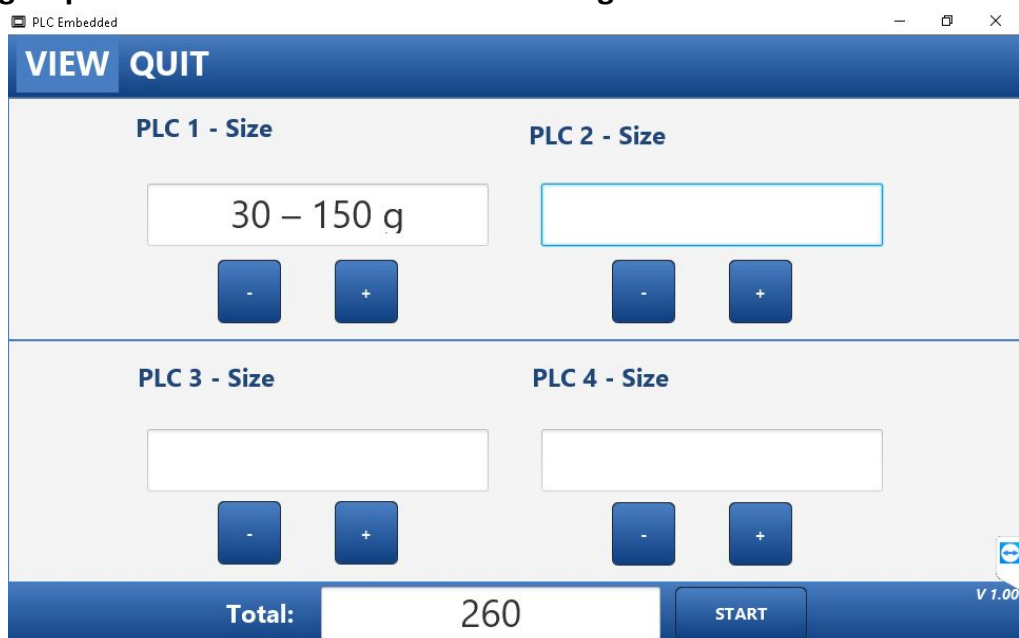 PLC Embedded
VIEW QUIT
PLC 1 - Size
PLC 2 - Size
30 – 150 g
- +
- +
PLC 3 - Size
PLC 4 - Size
- +
- +
Total: 260 START
V 1.00